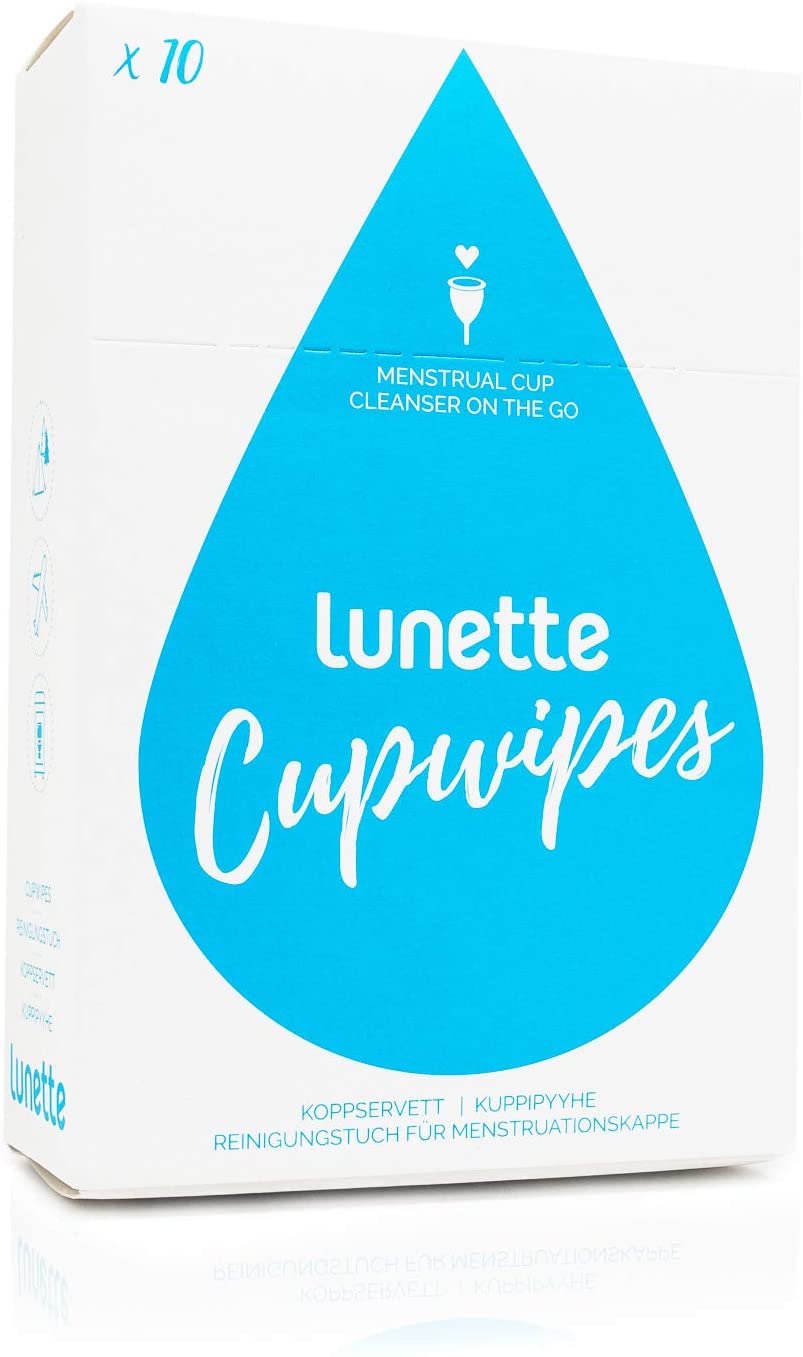 x 10
MENSTRUAL CUP
CLEANSER ON THE GO
lunette
Cupwipes
KOPPSERVETT | KUPPIPYYHE
REINIGUNGSTUCH FÜR MENSTRUATIONSKAPPE
CUPWIPES
REINIGUNGSTUCH
KOPPSERVETT
KUPPIPYYHE
lunette